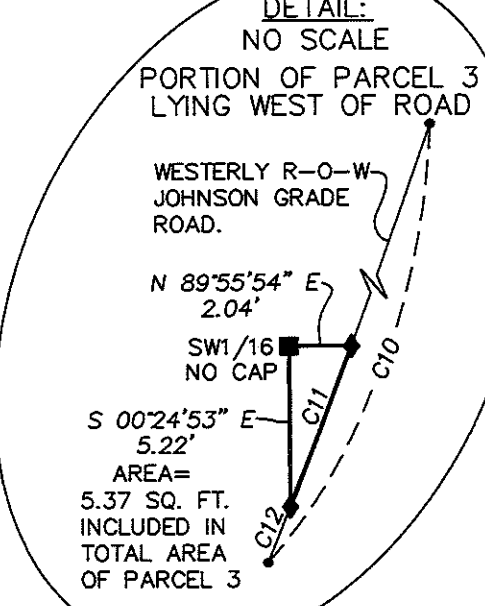 DETAIL:
NO SCALE
PORTION OF PARCEL 3
LYING WEST OF ROAD
WESTERLY R-O-W
JOHNSON GRADE
ROAD.
N 89°55'54" E
2.04'
SW1/16
NO CAP
S 00°24'53" E
5.22'
AREA=
5.37 SQ. FT.
INCLUDED IN
TOTAL AREA
OF PARCEL 3
C10
C11
C12